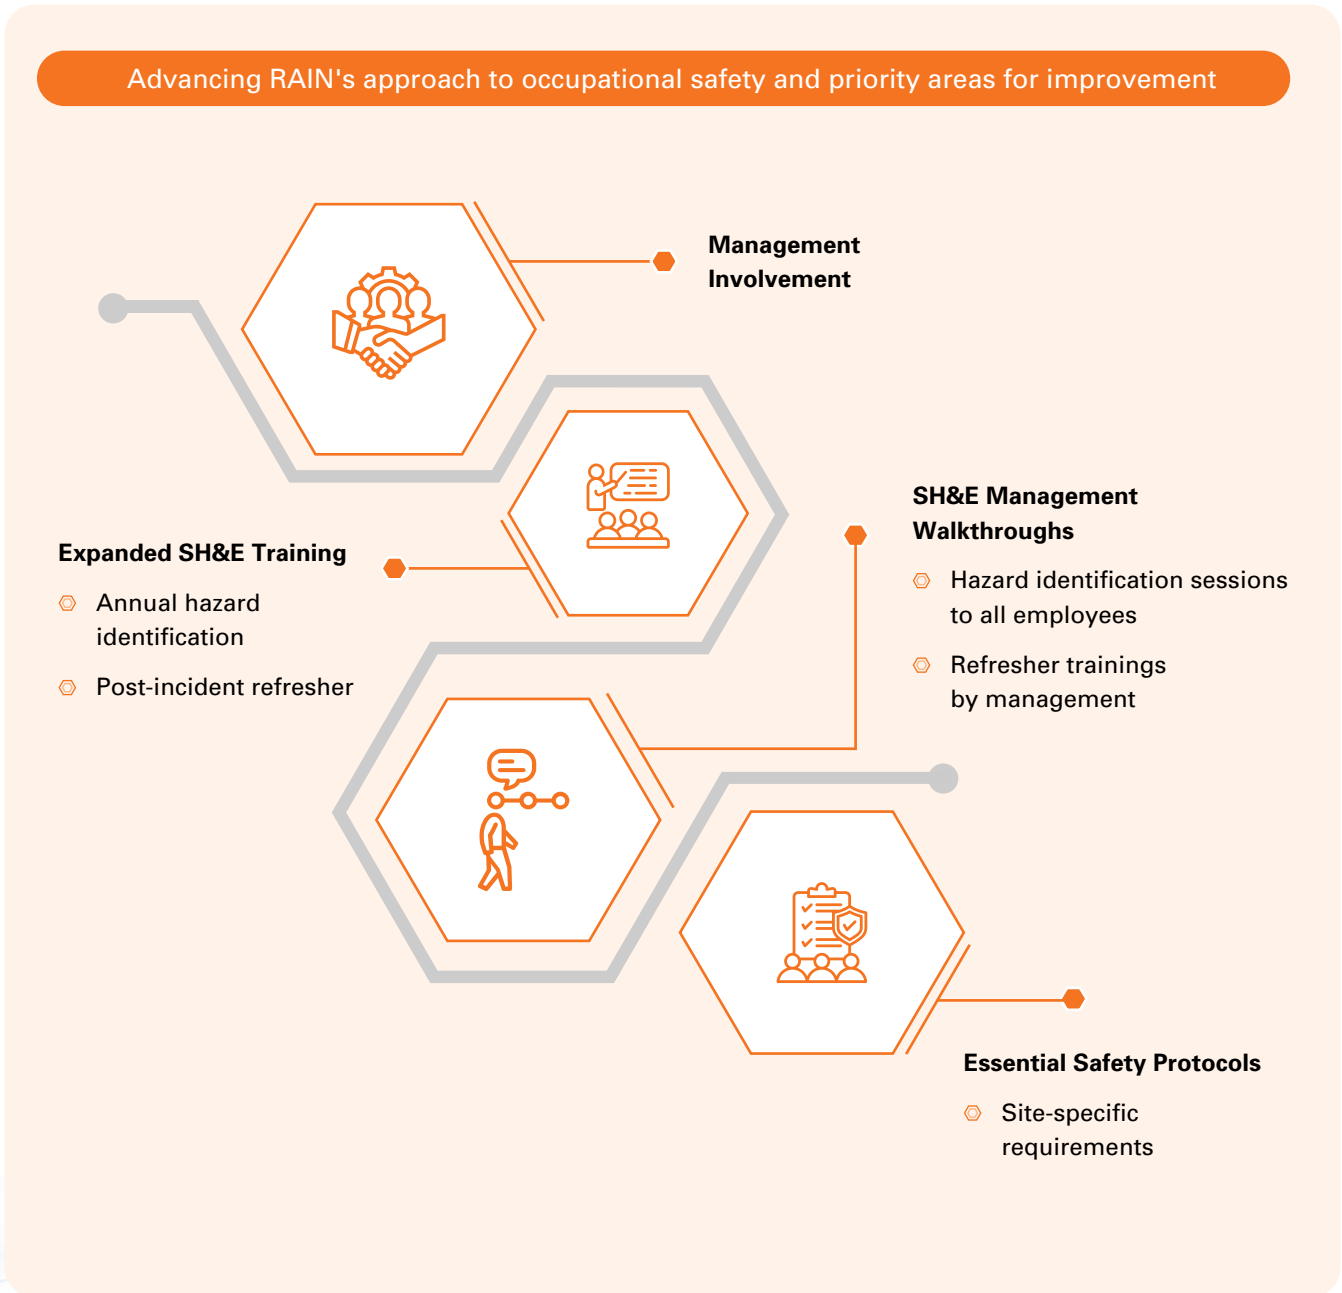 Advancing RAIN's approach to occupational safety and priority areas for improvement
Management
Involvement
Expanded SH&E Training
Annual hazard
identification
Post-incident refresher
SH&E Management
Walkthroughs
Hazard identification sessions
to all employees
Refresher trainings
by management
Essential Safety Protocols
Site-specific
requirements